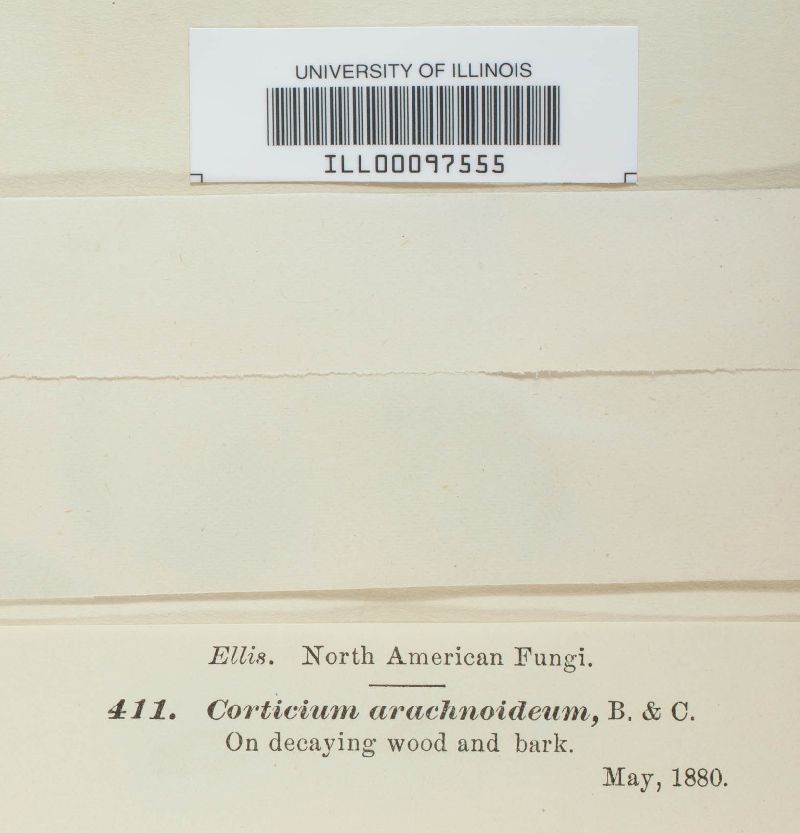 UNIVERSITY OF ILLINOIS
ILL00097555
Ellis. North American Fungi.
411. Corticium arachnoideum, B. & C.
On decaying wood and bark.
May, 1880.